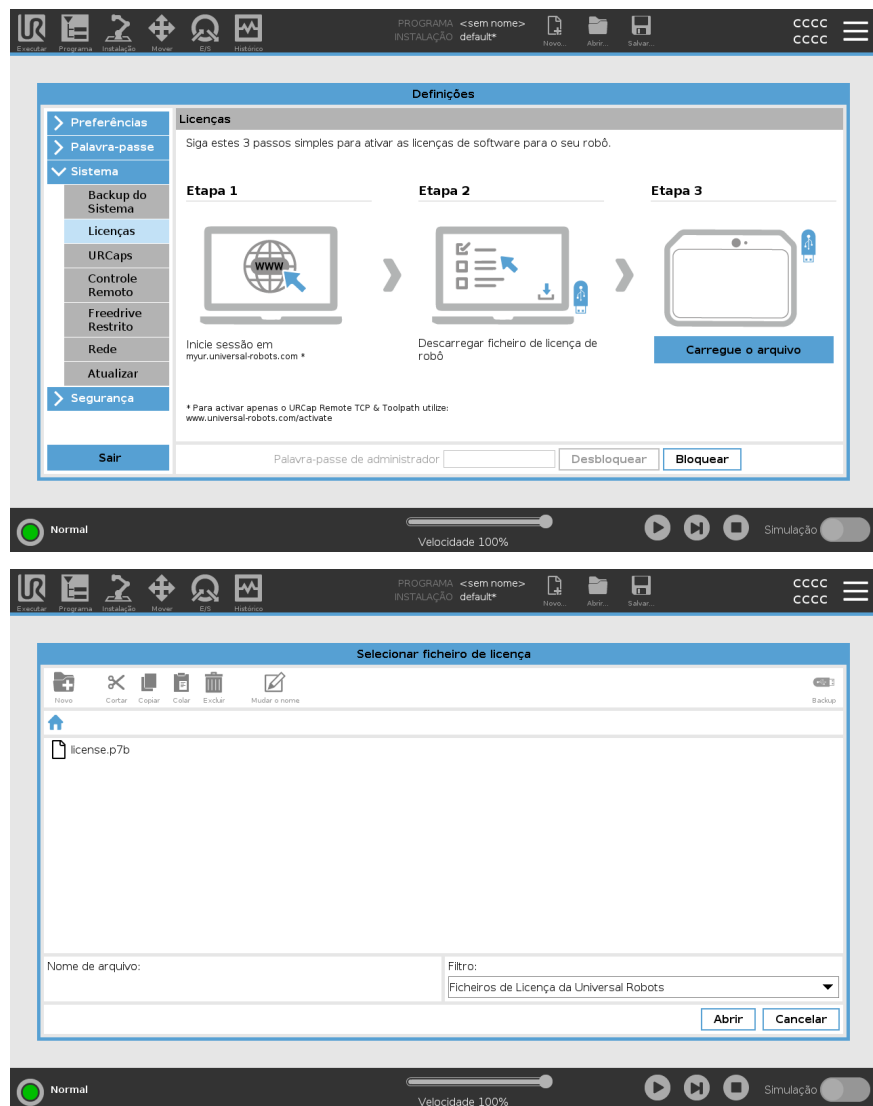 PROGRAMA <sem nome>
INSTALAÇÃO default*
CCCC
CCCC
Executar Programa Instalação Mover E/S Histórico Novo... Abrir... Salvar...
Definições
Preferências
Palavra-passe
Sistema
Backup do
Sistema
Licenças
URCaps
Controle
Remoto
Freedrive
Restrito
Rede
Atualizar
Segurança
Sair
Licenças
Siga estes 3 passos simples para ativar as licenças de software para o seu robô.
Etapa 1
WWW
Inicie sessão em
myur.universal-robots.com *
Etapa 2
Descarregar ficheiro de licença de
robô
Etapa 3
Carregue o arquivo
* Para activar apenas o URCap Remote TCP & Toolpath utilize:
www.universal-robots.com/activate
Palavra-passe de administrador Desbloquear Bloquear
Normal
Velocidade 100%
Simulação
PROGRAMA <sem nome>
INSTALAÇÃO default*
CCCC
CCCC
Executar Programa Instalação Mover E/S Histórico Novo... Abrir... Salvar...
Selecionar ficheiro de licença
Novo Cortar Copiar Colar Excluir Mudar o nome Backup
license.p7b
Nome de arquivo:
Filtro:
Ficheiros de Licença da Universal Robots
Abrir Cancelar
Normal
Velocidade 100%
Simulação